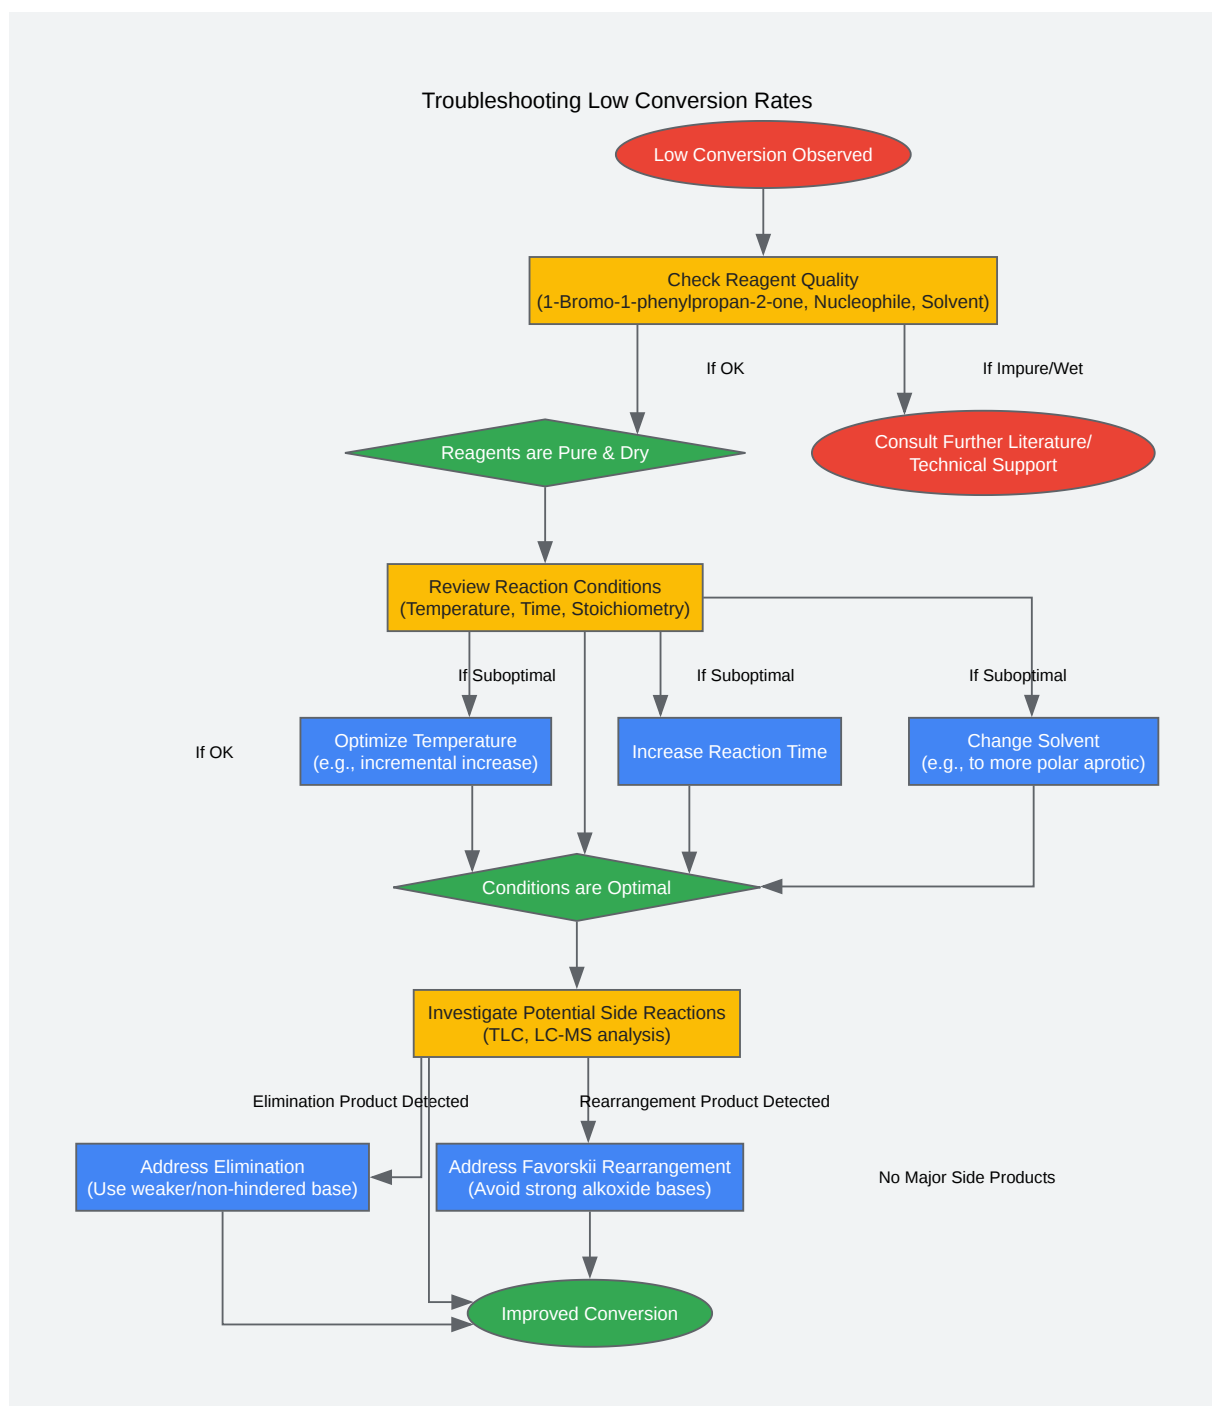 Troubleshooting Low Conversion Rates
Low Conversion Observed
Check Reagent Quality
(1-Bromo-1-phenylpropan-2-one, Nucleophile, Solvent)
If OK
If Impure/Wet
Reagents are Pure & Dry
Consult Further Literature/
Technical Support
Review Reaction Conditions
(Temperature, Time, Stoichiometry)
If Suboptimal
If Suboptimal
If Suboptimal
If OK
Optimize Temperature
(e.g., incremental increase)
Increase Reaction Time
Change Solvent
(e.g., to more polar aprotic)
Conditions are Optimal
Investigate Potential Side Reactions
(TLC, LC-MS analysis)
Elimination Product Detected
Rearrangement Product Detected
Address Elimination
(Use weaker/non-hindered base)
Address Favorskii Rearrangement
(Avoid strong alkoxide bases)
No Major Side Products
Improved Conversion